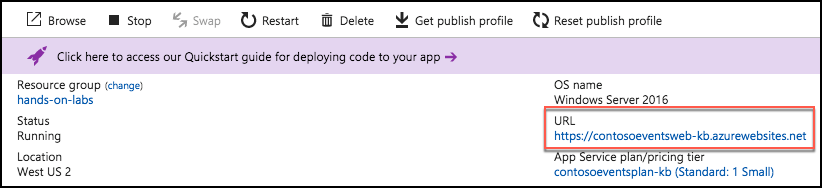 Browse Stop Swap Restart Delete Get publish profile Reset publish profile
Click here to access our Quickstart guide for deploying code to your app →
Resource group (change)
hands-on-labs
Status
Running
Location
West US 2
OS name
Windows Server 2016
URL
https://contosoeventsweb-kb.azurewebsites.net
App Service plan/pricing tier
contosoeventsplan-kb (Standard: 1 Small)